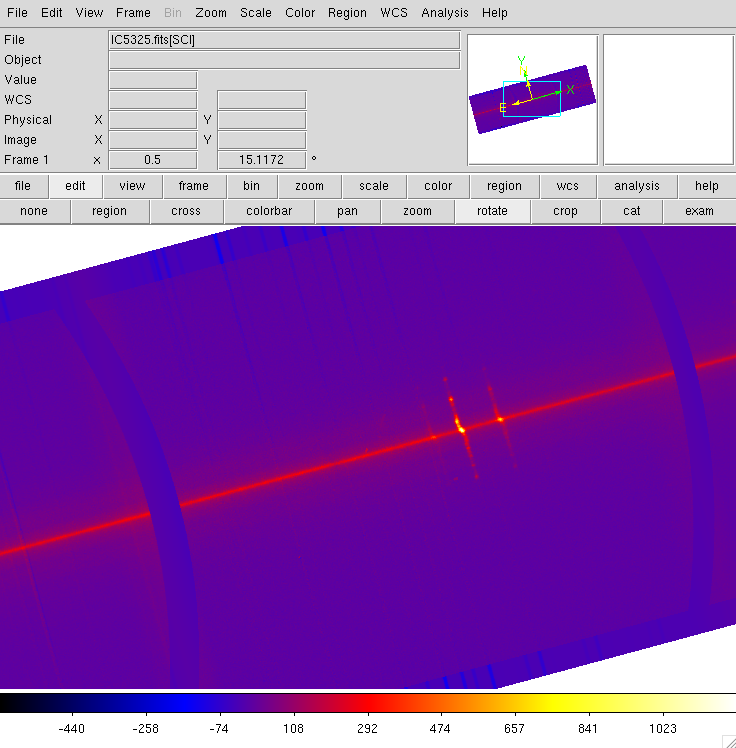 File Edit View Frame Bin Zoom Scale Color Region WCS Analysis Help
File IC5325.fits[SCI]
Object
Value
WCS
Physical X Y
Image X Y
Frame 1 x 0.5 15.1172 °
Y
N
X
E
file edit view frame bin zoom scale color region wcs analysis help
none region cross colorbar pan zoom rotate crop cat exam
-440 -258 -74 108 292 474 657 841 1023